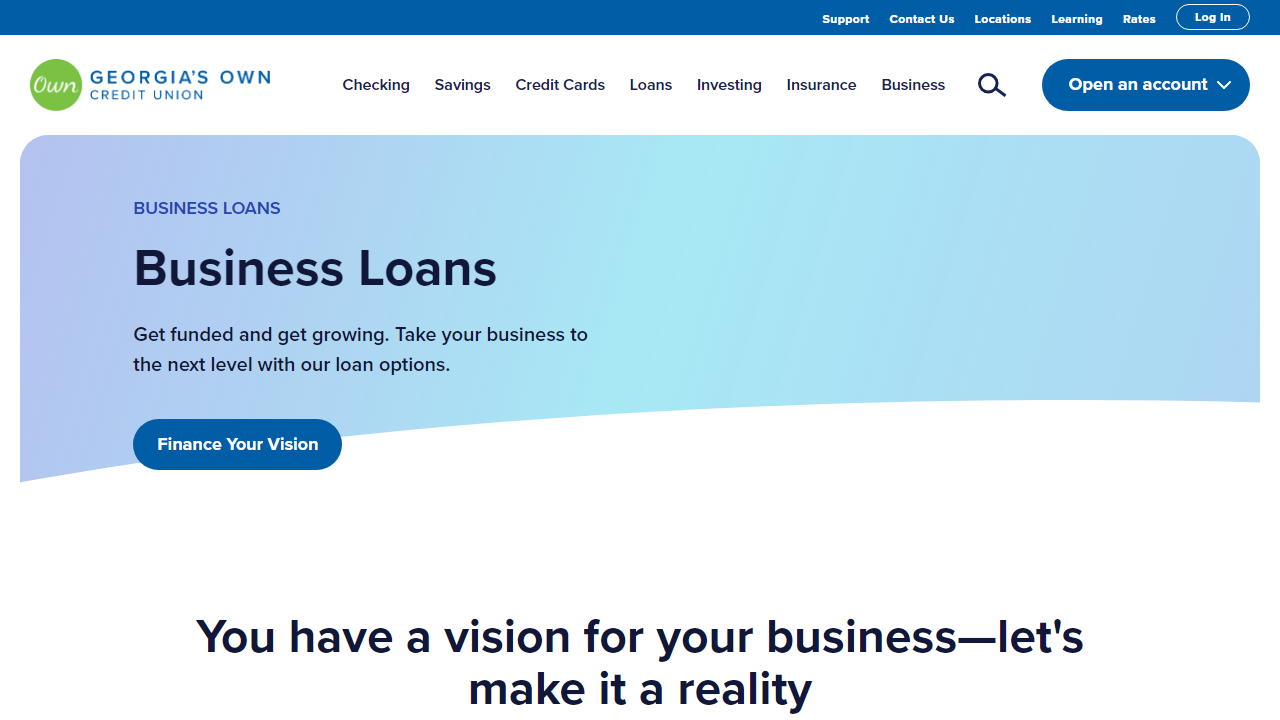 Support Contact Us Locations Learning Rates Log In
Own GEORGIA'S OWN
CREDIT UNION
Checking Savings Credit Cards Loans Investing Insurance Business Open an account
BUSINESS LOANS
Business Loans
Get funded and get growing. Take your business to
the next level with our loan options.
Finance Your Vision
You have a vision for your business—let's
make it a reality